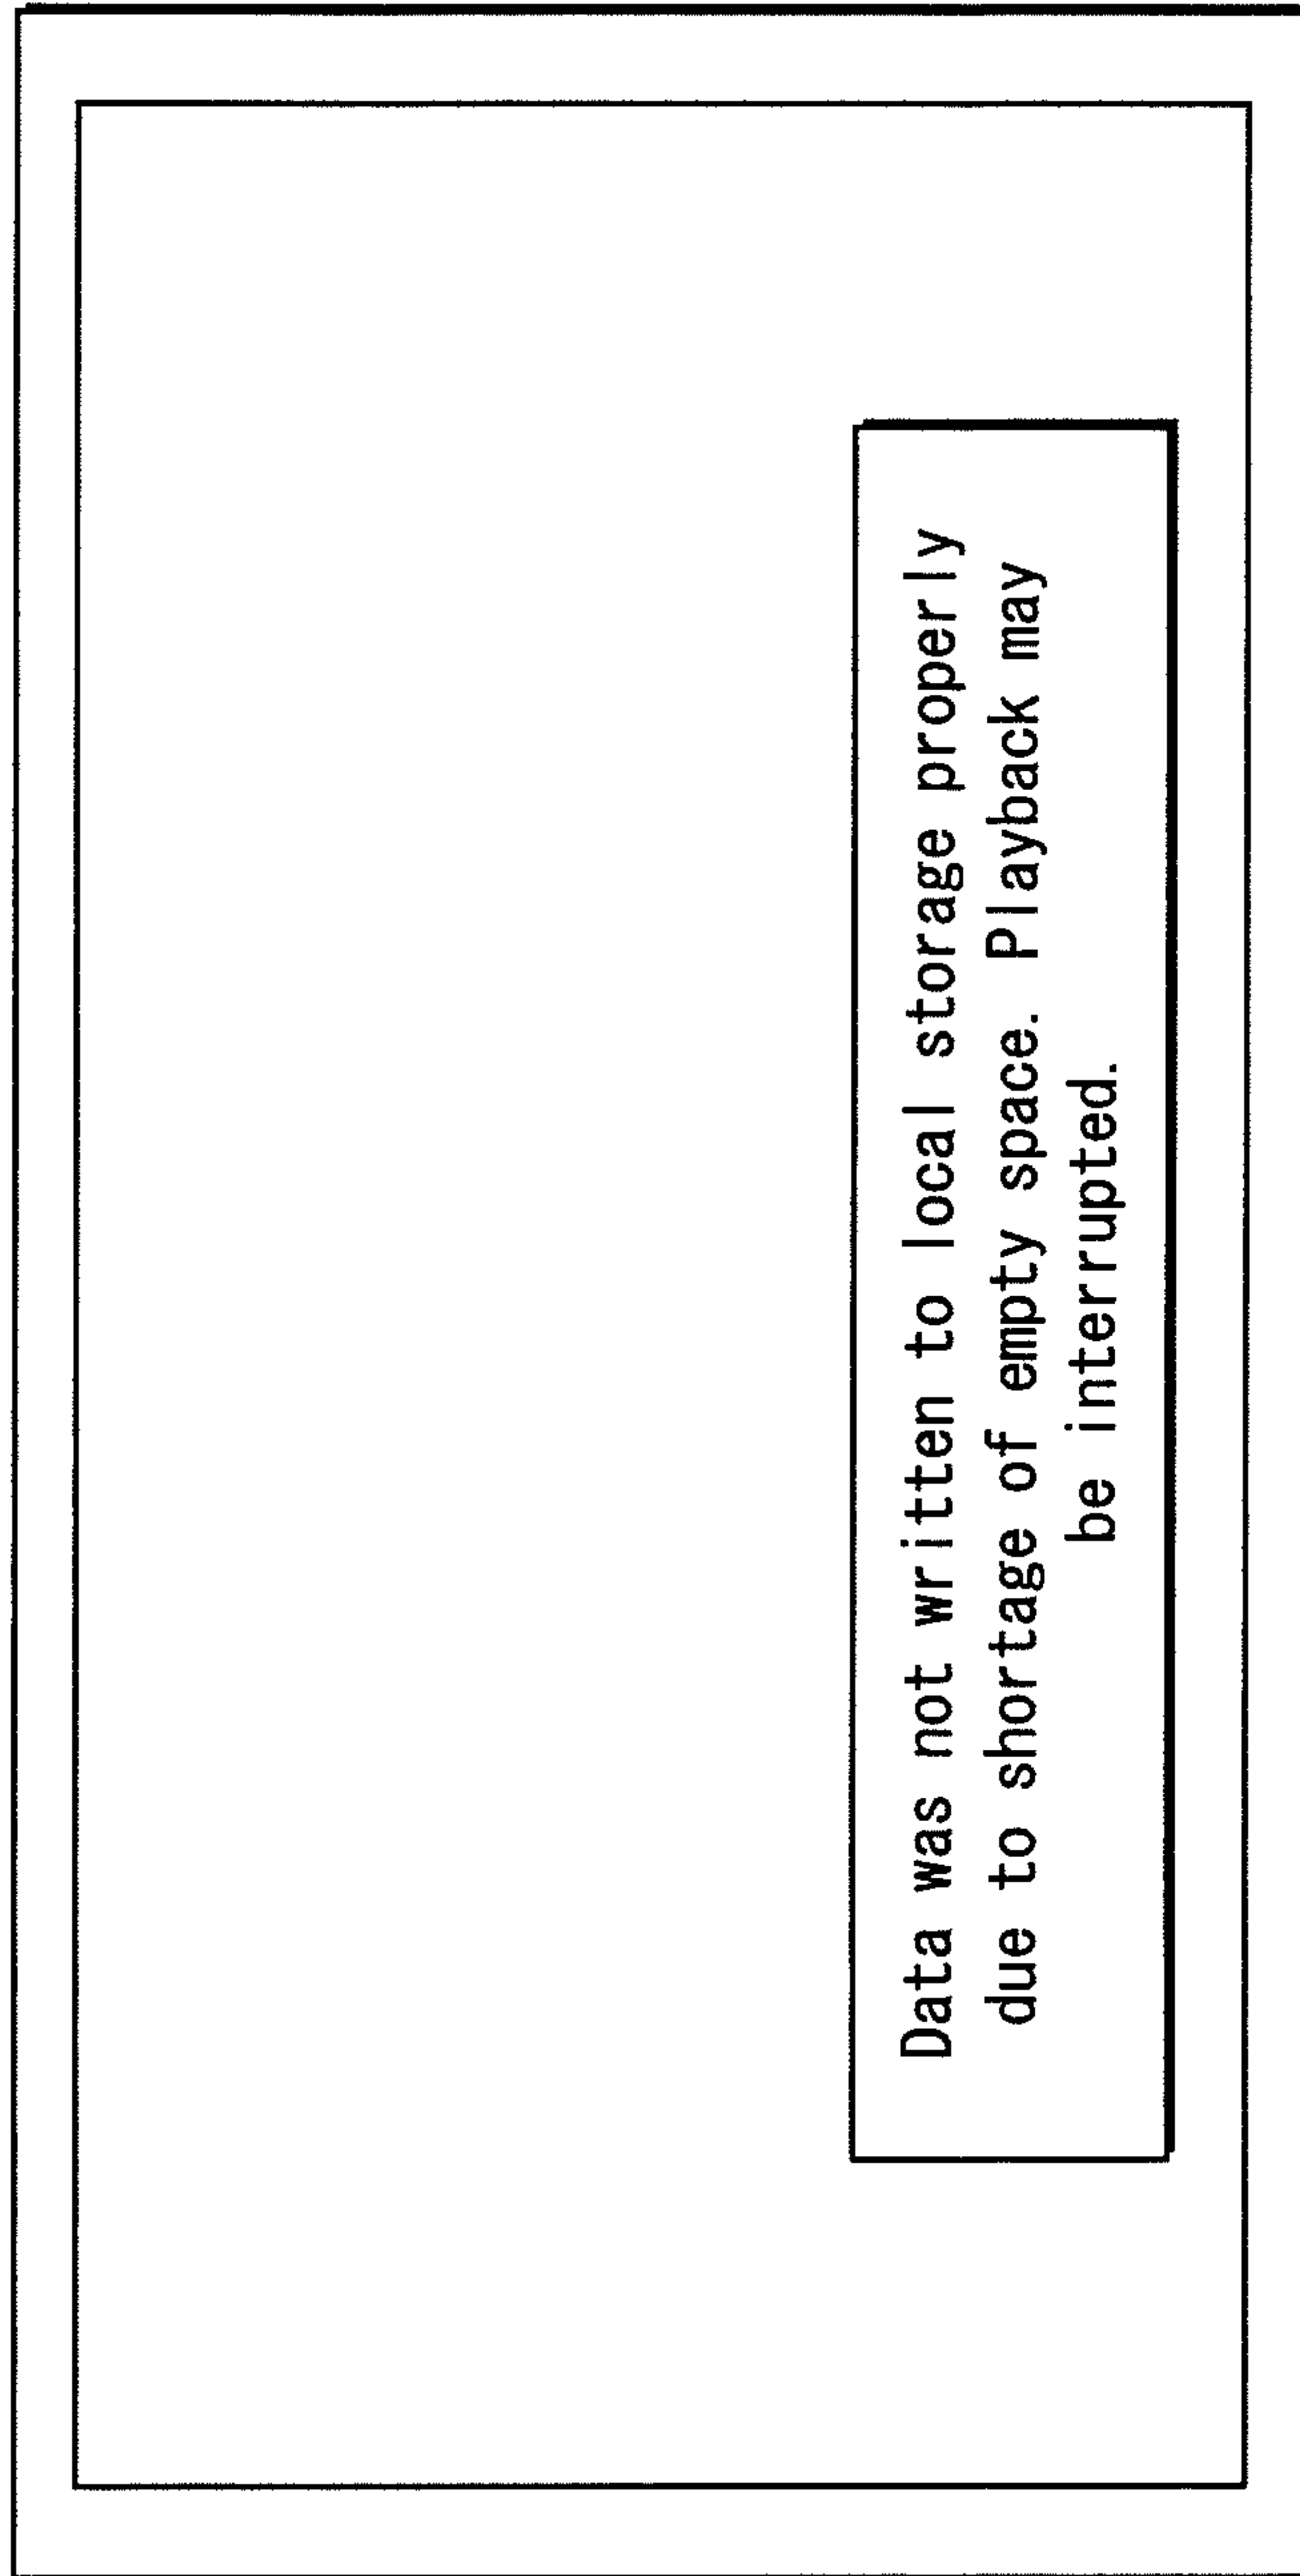 Data was not written to local storage properly
due to shortage of empty space. Playback may
be interrupted.